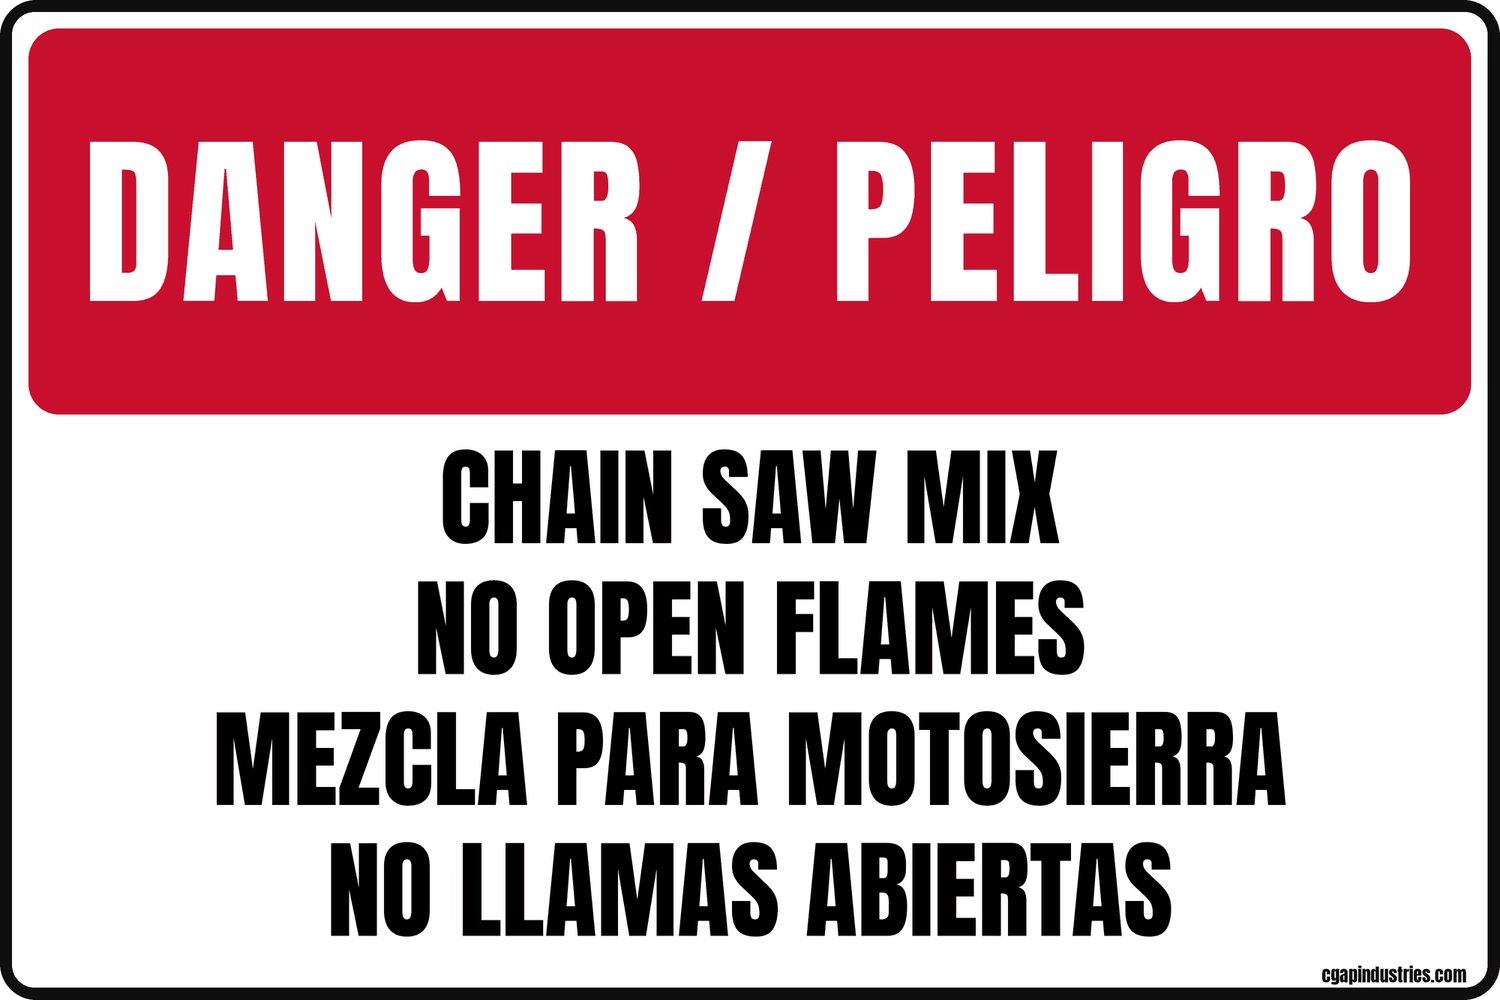 DANGER / PELIGRO
CHAIN SAW MIX
NO OPEN FLAMES
MEZCLA PARA MOTOSIERRA
NO LLAMAS ABIERTAS
cgapindustries.com